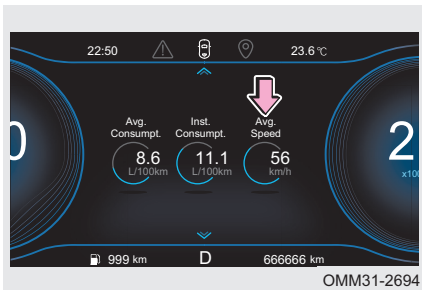 22:50 23.6℃
Avg. Consumpt.
8.6
L/100km
Inst. Consumpt.
11.1
L/100km
Avg. Speed
56
km/h
0
2
x100
999 km D 666666 km
OMM31-2694